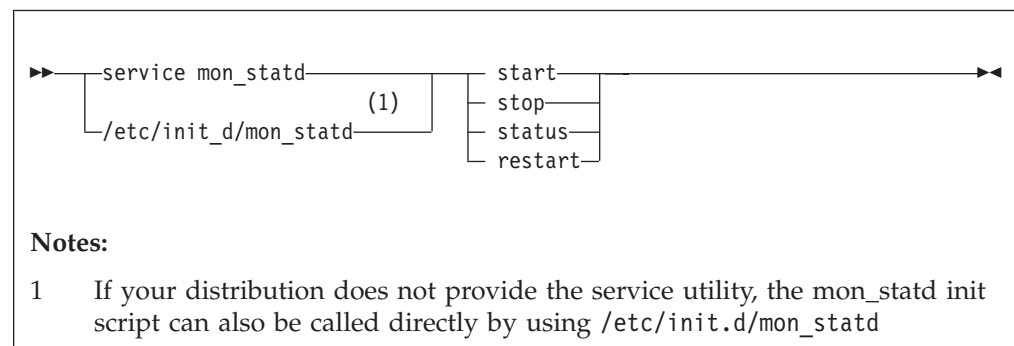 service mon_statd start
(1) stop
/etc/init_d/mon_statd status
restart
Notes:
1 If your distribution does not provide the service utility, the mon_statd init
script can also be called directly by using /etc/init.d/mon_statd